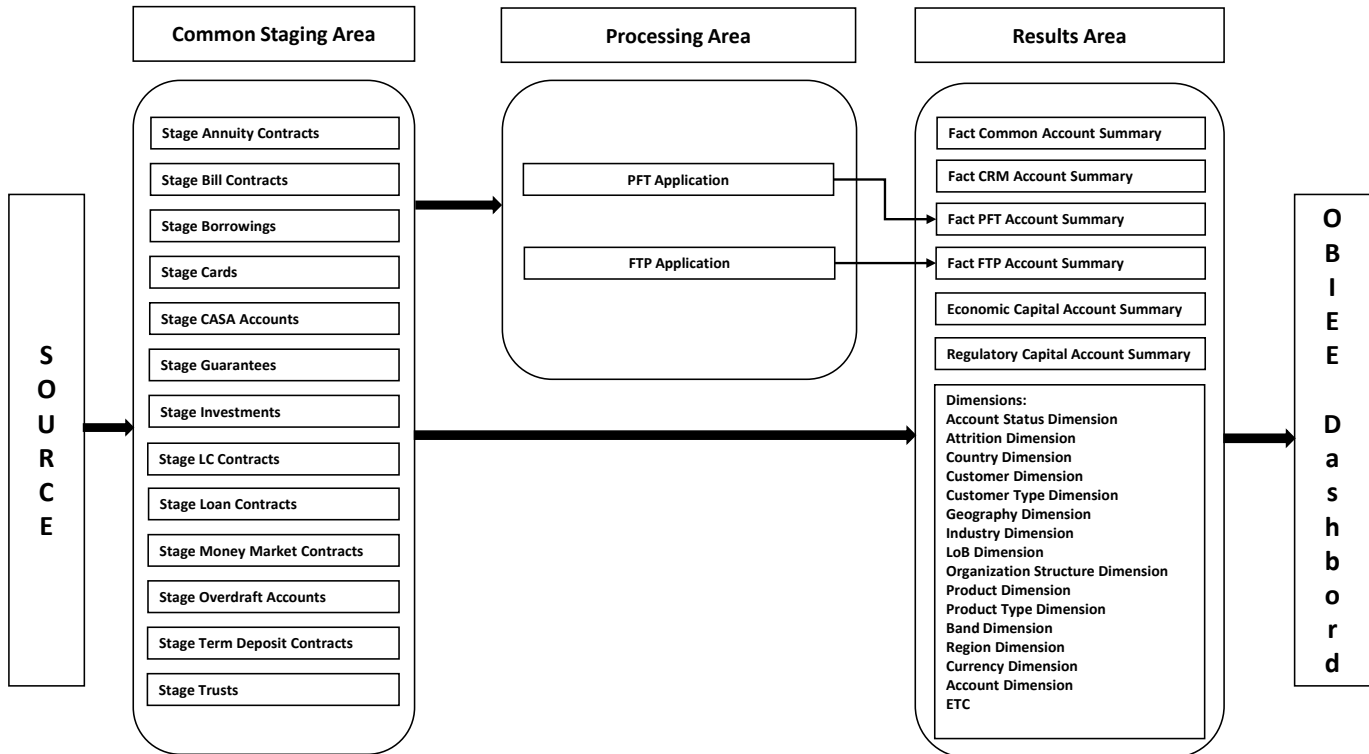 Common Staging Area
Processing Area
Results Area
SOURCE
Stage Annuity Contracts
Stage Bill Contracts
Stage Borrowings
Stage Cards
Stage CASA Accounts
Stage Guarantees
Stage Investments
Stage LC Contracts
Stage Loan Contracts
Stage Money Market Contracts
Stage Overdraft Accounts
Stage Term Deposit Contracts
Stage Trusts
PFT Application
FTP Application
Fact Common Account Summary
Fact CRM Account Summary
Fact PFT Account Summary
Fact FTP Account Summary
Economic Capital Account Summary
Regulatory Capital Account Summary
Dimensions:
Account Status Dimension
Attrition Dimension
Country Dimension
Customer Dimension
Customer Type Dimension
Geography Dimension
Industry Dimension
LoB Dimension
Organization Structure Dimension
Product Dimension
Product Type Dimension
Band Dimension
Region Dimension
Currency Dimension
Account Dimension
ETC
OBIEE Dashbord